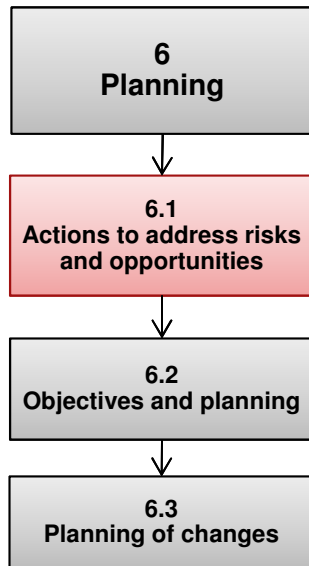 6
Planning
6.1
Actions to address risks
and opportunities
6.2
Objectives and planning
6.3
Planning of changes